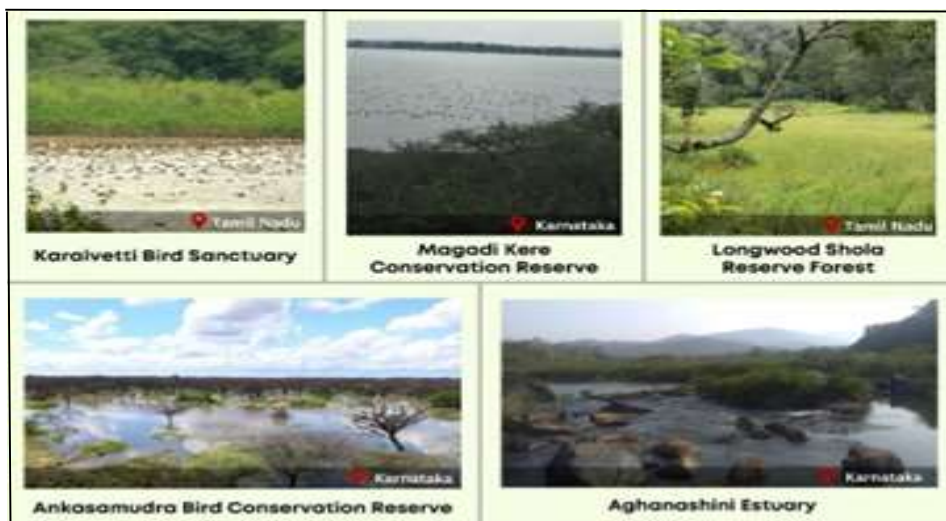 Tamil Nadu
Karaivetti Bird Sanctuary
Karnataka
Magadi Kere
Conservation Reserve
Tamil Nadu
Longwood Shola
Reserve Forest
Karnataka
Ankasamudra Bird Conservation Reserve
Karnataka
Aghanashini Estuary